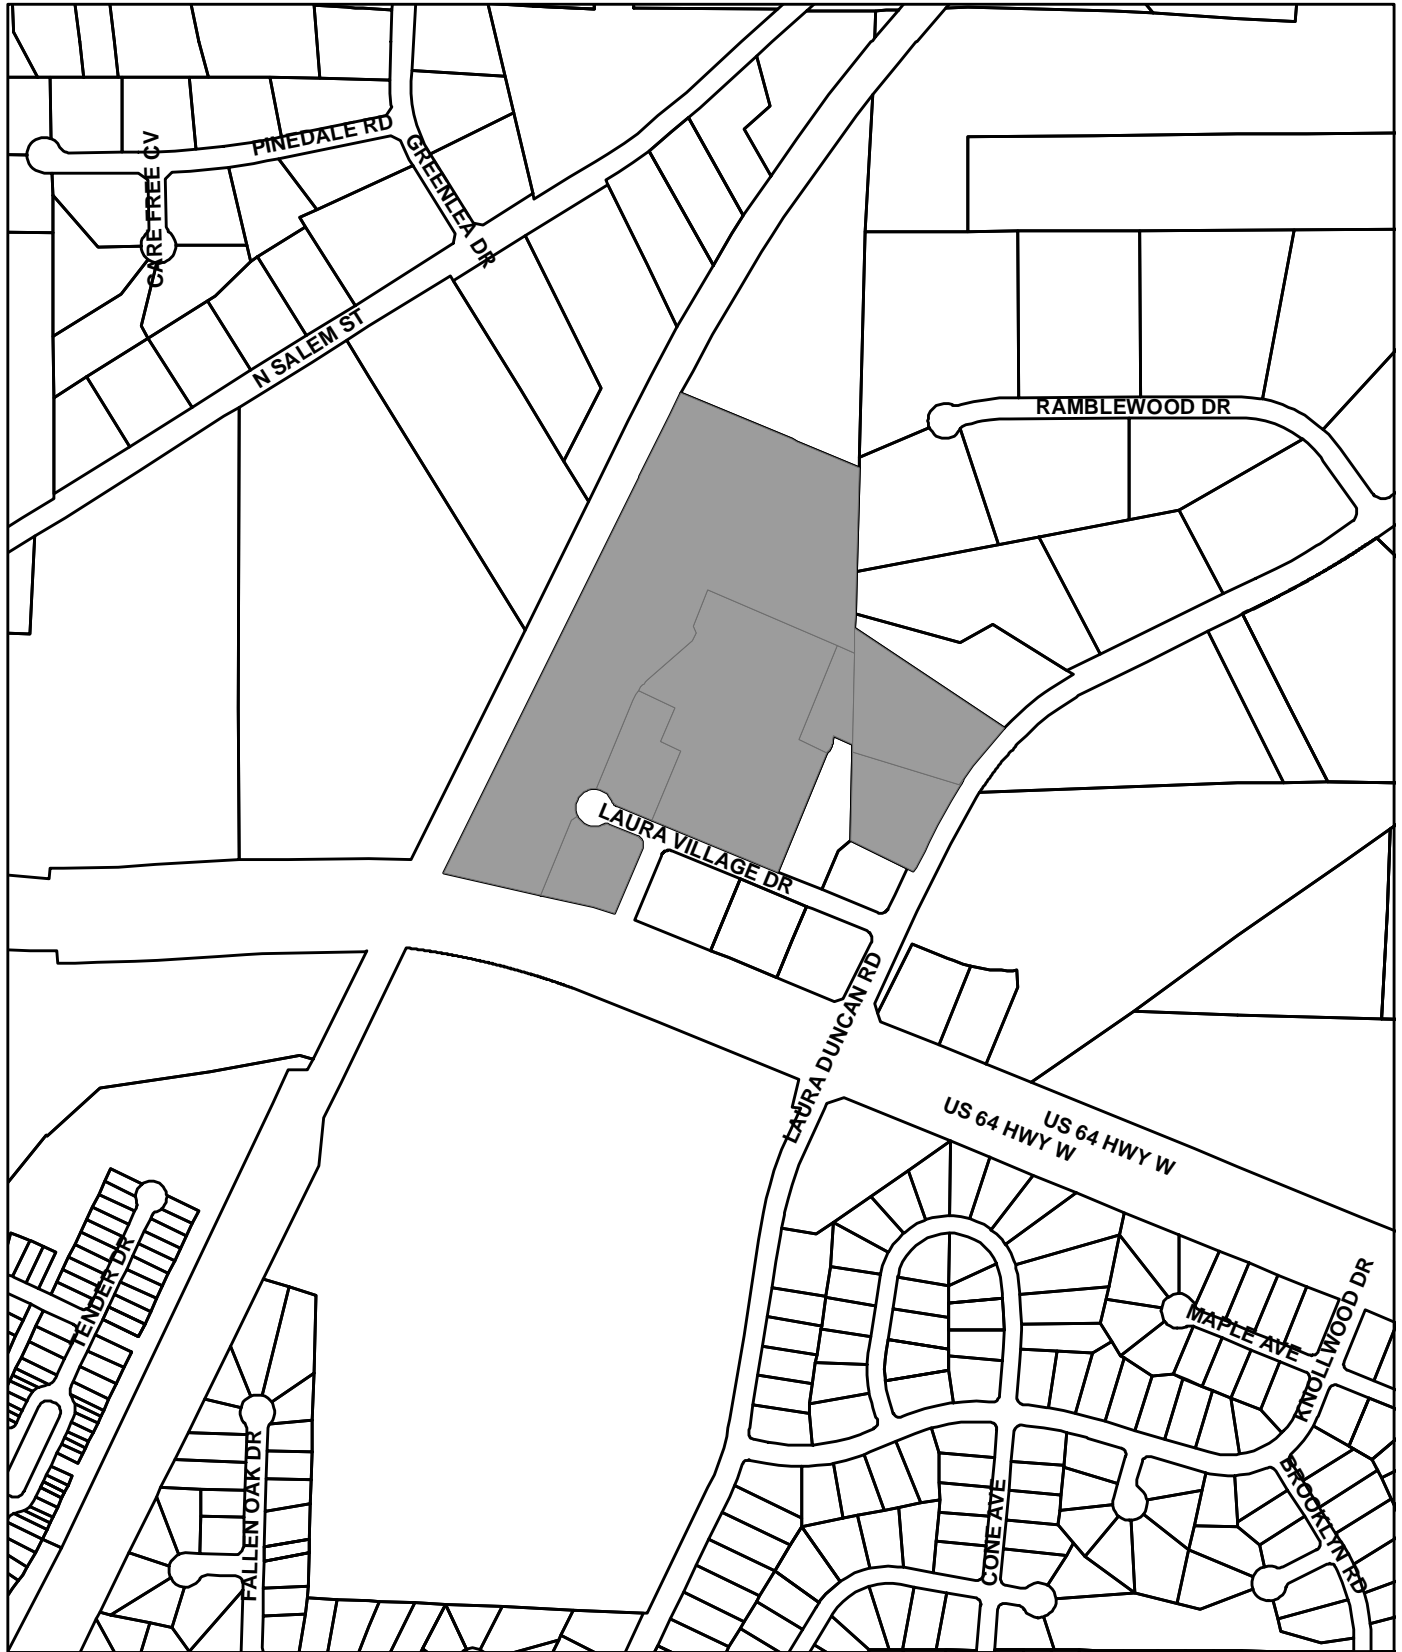 PINEDALE RD
CARE FREE CV
GREENLEA DR
N SALEM ST
RAMBLEWOOD DR
LAURA VILLAGE DR
LAURA DUNCAN RD
US 64 HWY W
US 64 HWY W
TENDER DR
MAPLE AVE
KNOLLWOOD DR
FALLEN OAK DR
CONE AVE
BROOKLYN RD